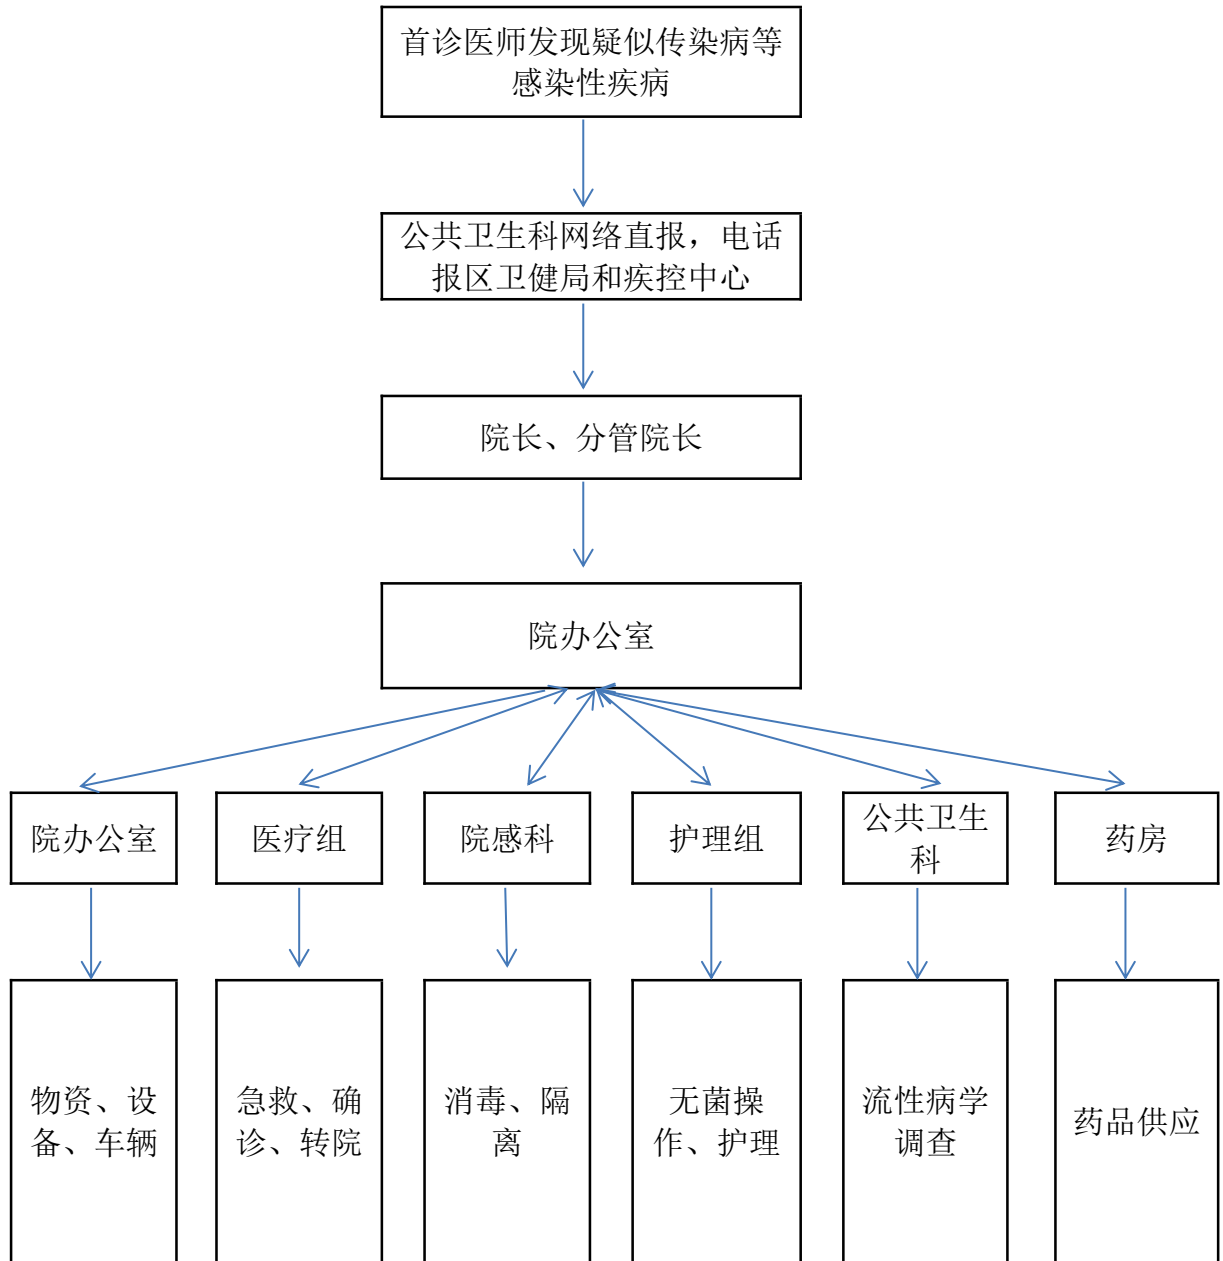 首诊医师发现疑似传染病等
感染性疾病
公共卫生科网络直报，电话
报区卫健局和疾控中心
院长、分管院长
院办公室
院办公室
医疗组
院感科
护理组
公共卫生
科
药房
物资、设
备、车辆
急救、确
诊、转院
消毒、隔
离
无菌操
作、护理
流性病学
调查
药品供应